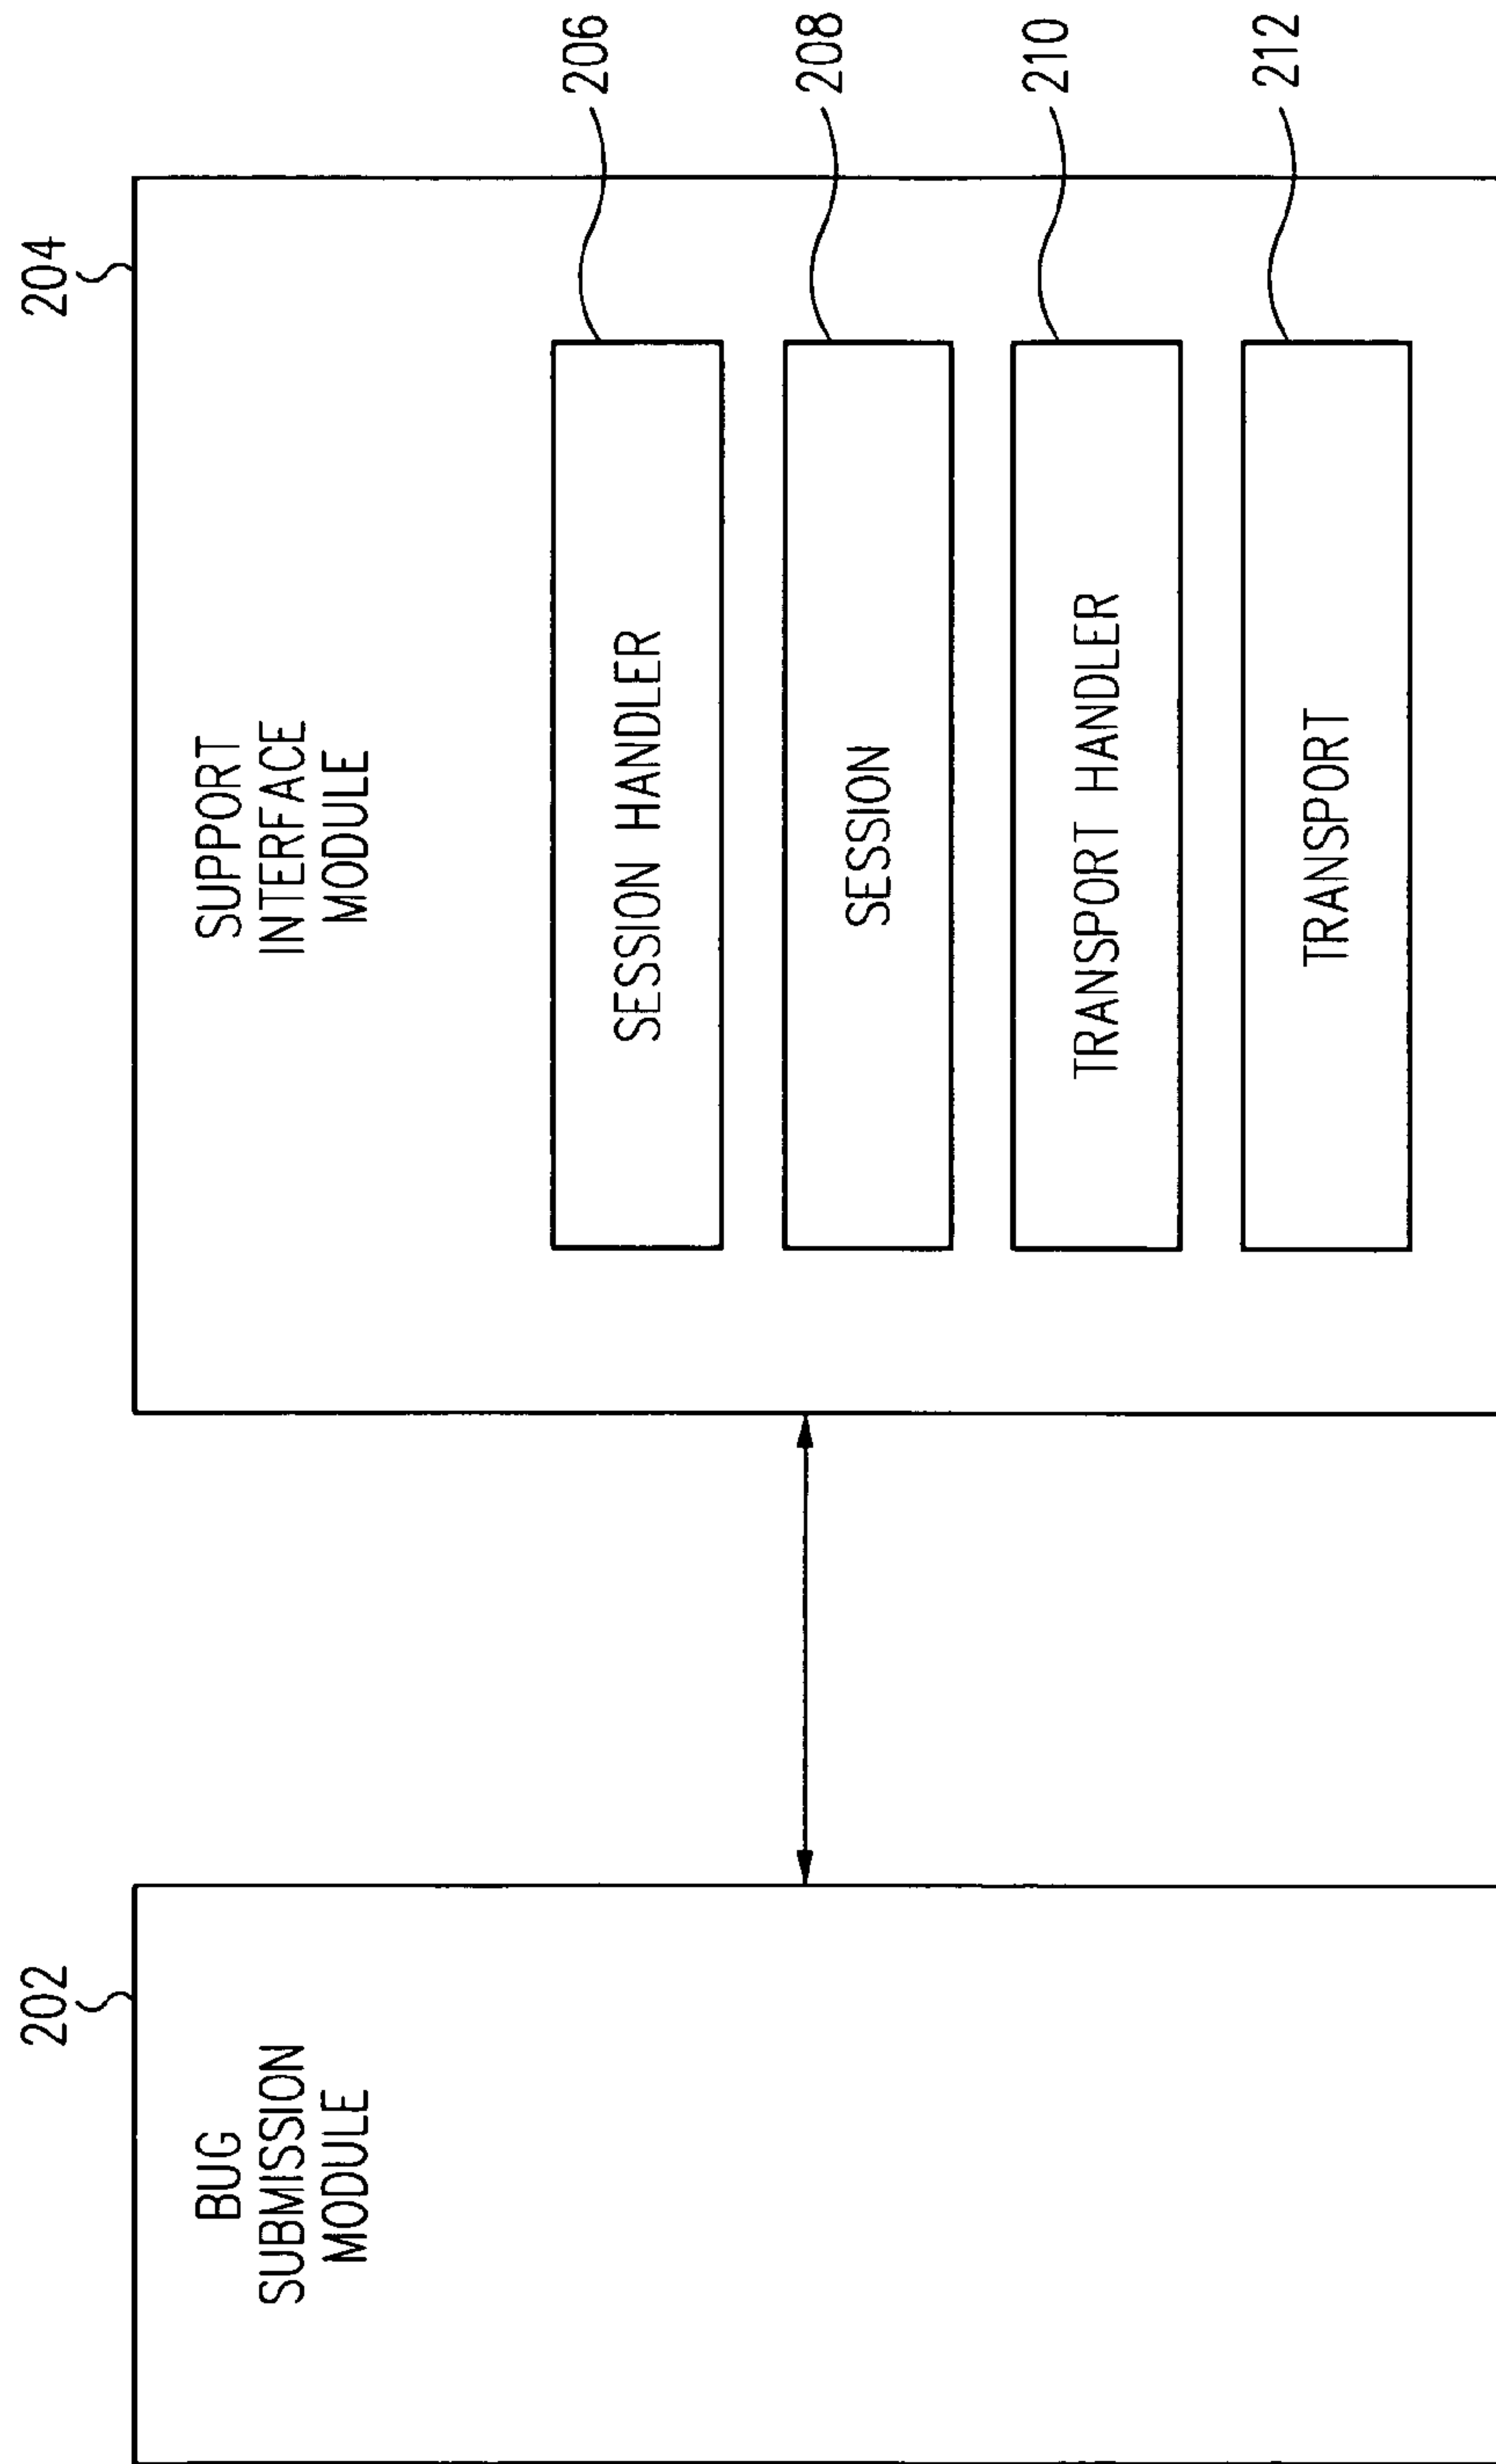 202
BUG
SUBMISSION
MODULE
204
SUPPORT
INTERFACE
MODULE
SESSION HANDLER
206
SESSION
208
TRANSPORT HANDLER
210
TRANSPORT
212